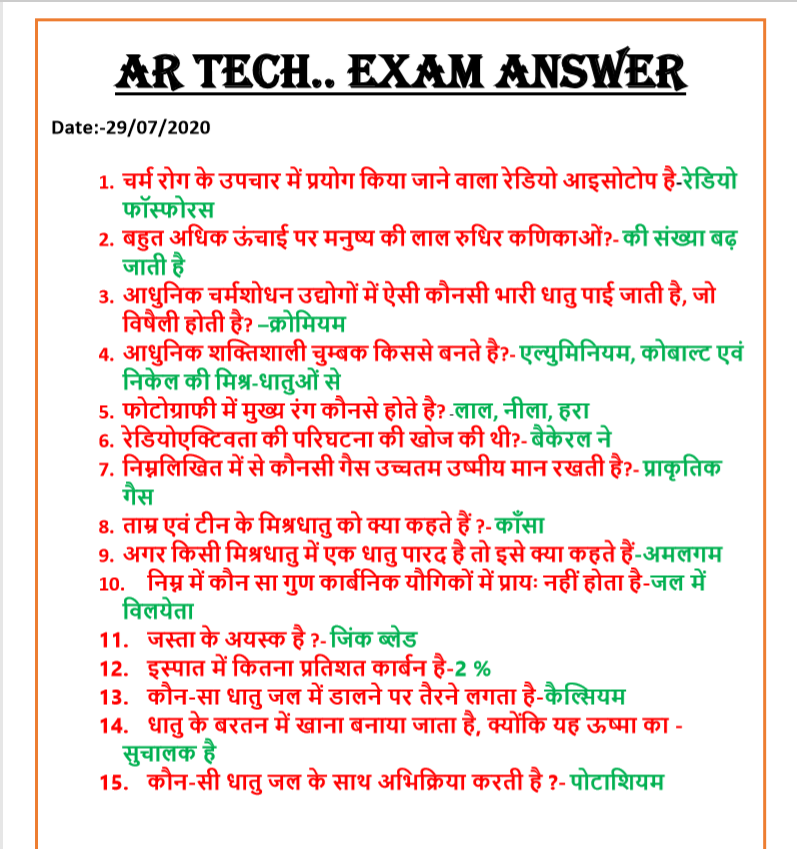 AR TECH.. EXAM ANSWER
Date:-29/07/2020
1. चर्म रोग के उपचार में प्रयोग किया जाने वाला रेडियो आइसोटोप है-रेडियो
फॉस्फोरस
2. बहुत अधिक ऊंचाई पर मनुष्य की लाल रुधिर कणिकाओं?- की संख्या बढ़
जाती है
3. आधुनिक चर्मशोधन उद्योगों में ऐसी कौनसी भारी धातु पाई जाती है, जो
विषैली होती है? –क्रोमियम
4. आधुनिक शक्तिशाली चुम्बक किससे बनते है?- एल्युमिनियम, कोबाल्ट एवं
निकेल की मिश्र-धातुओं से
5. फोटोग्राफी में मुख्य रंग कौनसे होते है? -लाल, नीला, हरा
6. रेडियोएक्टिवता की परिघटना की खोज की थी?- बैकेरल ने
7. निम्नलिखित में से कौनसी गैस उच्चतम उष्मीय मान रखती है?- प्राकृतिक
गैस
8. ताम्र एवं टीन के मिश्रधातु को क्या कहते हैं ?- काँसा
9. अगर किसी मिश्रधातु में एक धातु पारद है तो इसे क्या कहते हैं-अमलगम
10. निम्न में कौन सा गुण कार्बनिक यौगिकों में प्रायः नहीं होता है-जल में
विलयेता
11. जस्ता के अयस्क है ?- जिंक ब्लेड
12. इस्पात में कितना प्रतिशत कार्बन है-2 %
13. कौन-सा धातु जल में डालने पर तैरने लगता है-कैल्सियम
14. धातु के बरतन में खाना बनाया जाता है, क्योंकि यह ऊष्मा का -
सुचालक है
15. कौन-सी धातु जल के साथ अभिक्रिया करती है ?- पोटाशियम